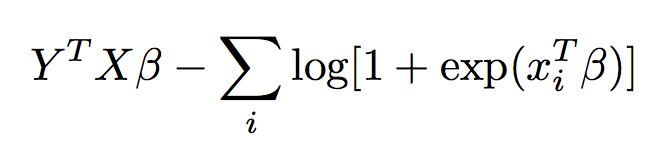 Y^T Xβ − ∑_i log[1 + exp(x_i^T β)]